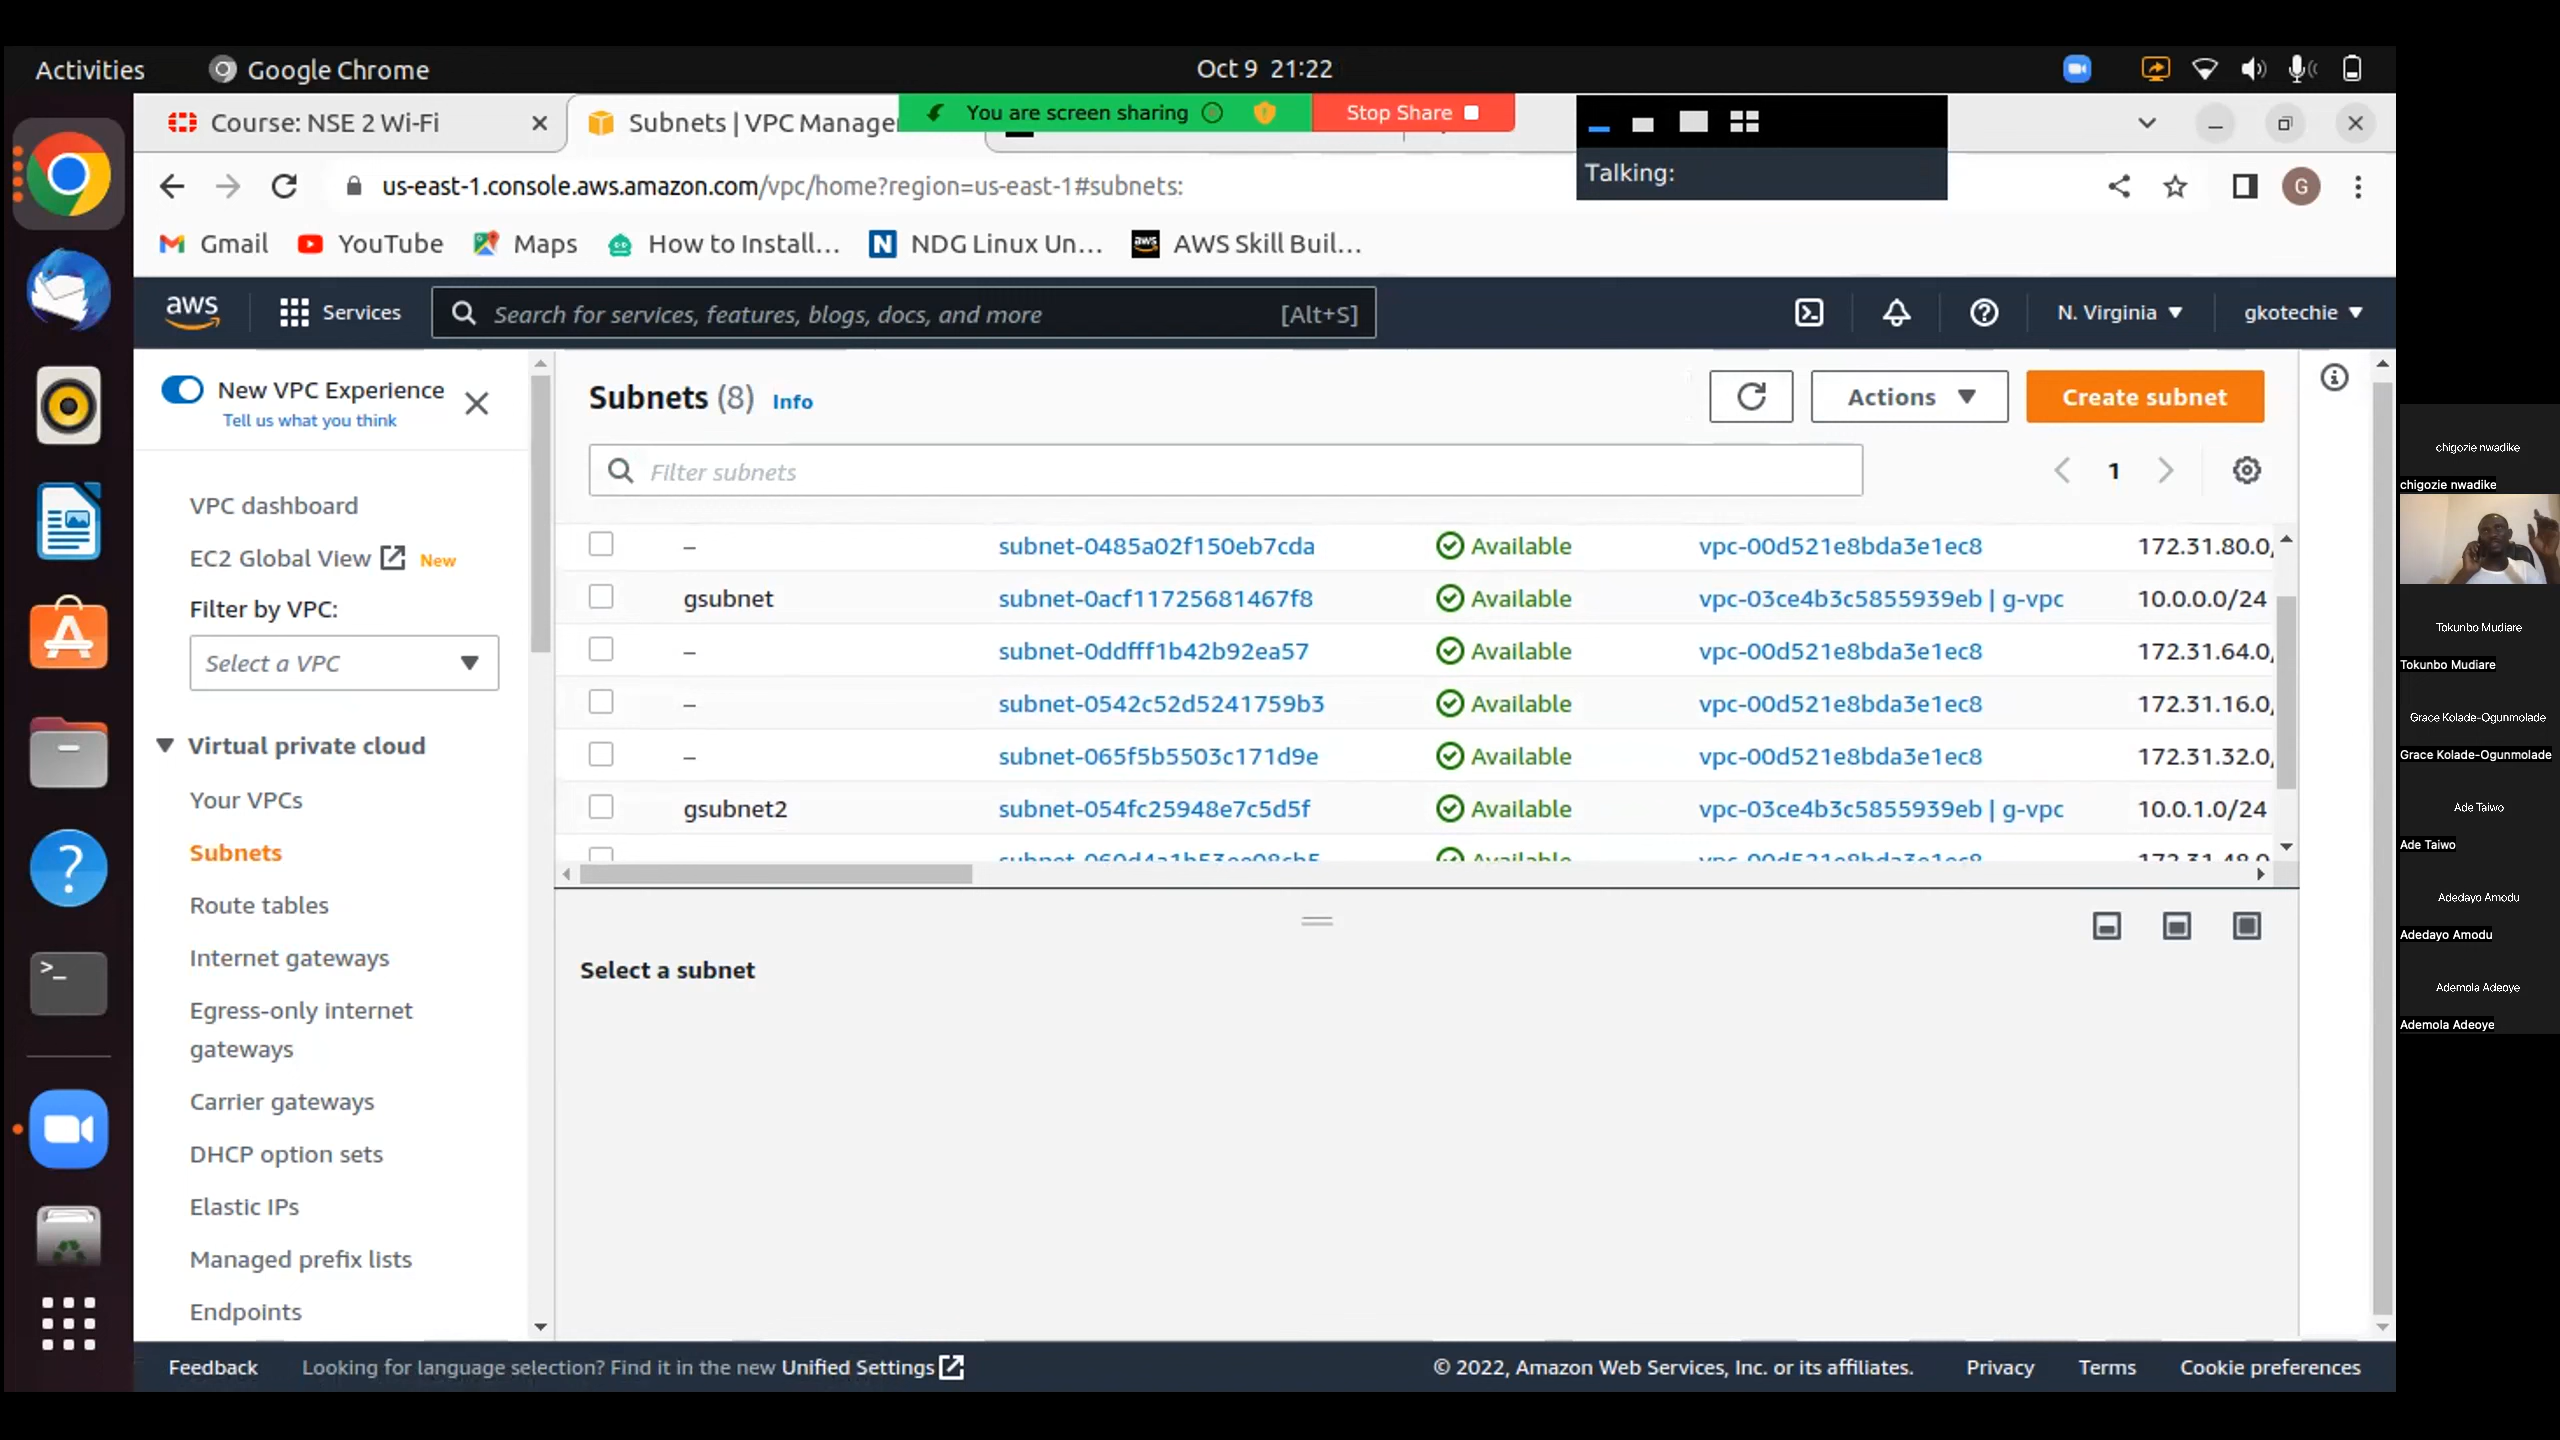 Activities
Google Chrome
Oct 9 21:22
Course: NSE 2 Wi-Fi
Subnets | VPC Manage
You are screen sharing
Stop Share
Talking:
us-east-1.console.aws.amazon.com/vpc/home?region=us-east-1#subnets:
G
Gmail
YouTube
Maps
How to Install...
N NDG Linux Un...
aws AWS Skill Buil...
aws
Services
Search for services, features, blogs, docs, and more [Alt+S]
N. Virginia
gkotechie
New VPC Experience
Tell us what you think
VPC dashboard
EC2 Global View New
Filter by VPC:
Select a VPC
Virtual private cloud
Your VPCs
Subnets
Route tables
Internet gateways
Egress-only internet
gateways
Carrier gateways
DHCP option sets
Elastic IPs
Managed prefix lists
Endpoints
Subnets (8) Info
Actions
Create subnet
Filter subnets
1
– subnet-0485a02f150eb7cda Available vpc-00d521e8bda3e1ec8 172.31.80.0/
gsubnet subnet-0acf11725681467f8 Available vpc-03ce4b3c5855939eb | g-vpc 10.0.0.0/24
– subnet-0ddfff1b42b92ea57 Available vpc-00d521e8bda3e1ec8 172.31.64.0/
– subnet-0542c52d5241759b3 Available vpc-00d521e8bda3e1ec8 172.31.16.0/
– subnet-065f5b5503c171d9e Available vpc-00d521e8bda3e1ec8 172.31.32.0/
gsubnet2 subnet-054fc25948e7c5d5f Available vpc-03ce4b3c5855939eb | g-vpc 10.0.1.0/24
Available vpc-00d521e8bda3e1ec8
Select a subnet
Feedback
Looking for language selection? Find it in the new Unified Settings
© 2022, Amazon Web Services, Inc. or its affiliates.
Privacy
Terms
Cookie preferences
chigozie nwadike
chigozie nwadike
Tokunbo Mudiare
Tokunbo Mudiare
Grace Kolade-Ogunmolade
Grace Kolade-Ogunmolade
Ade Taiwo
Ade Taiwo
Adedayo Amodu
Adedayo Amodu
Ademola Adeoye
Ademola Adeoye